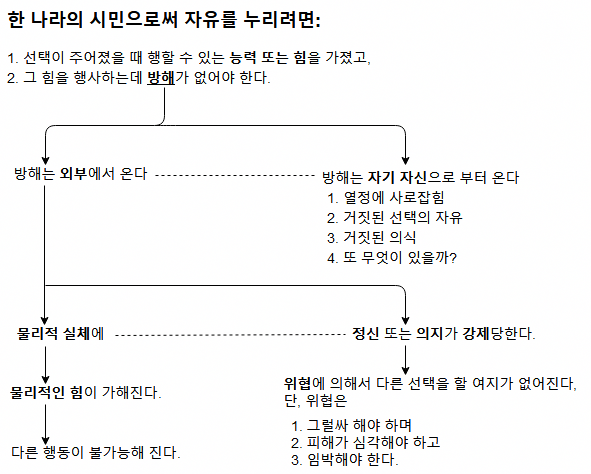 한 나라의 시민으로써 자유를 누리려면:
1. 선택이 주어졌을 때 행할 수 있는 능력 또는 힘을 가졌고,
2. 그 힘을 행사하는데 방해가 없어야 한다.
방해는 외부에서 온다
방해는 자기 자신으로 부터 온다
1. 열정에 사로잡힘
2. 거짓된 선택의 자유
3. 거짓된 의식
4. 또 무엇이 있을까?
물리적 실체에
정신 또는 의지가 강제당한다.
물리적인 힘이 가해진다.
위협에 의해서 다른 선택을 할 여지가 없어진다,
단, 위협은
1. 그럴싸 해야 하며
2. 피해가 심각해야 하고
3. 임박해야 한다.
다른 행동이 불가능해 진다.